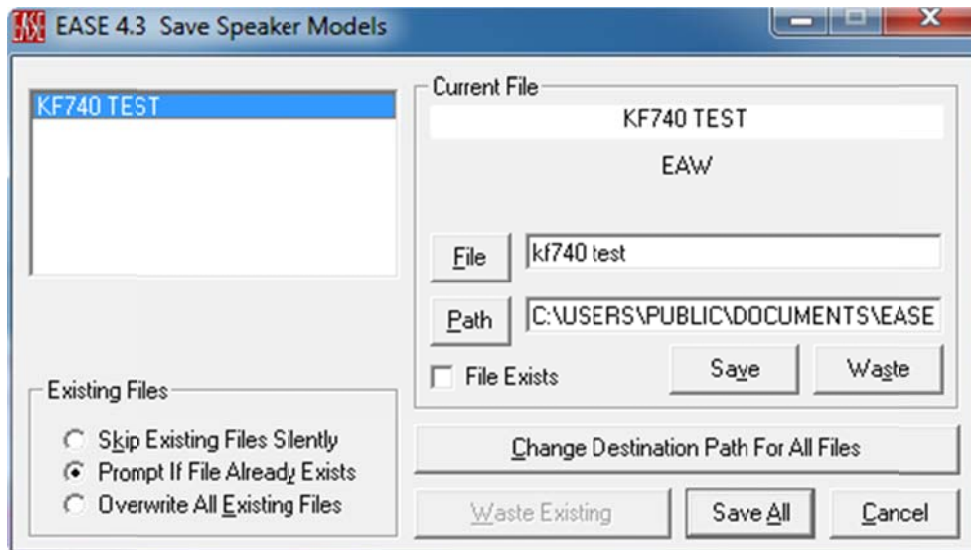 EASE EASE 4.3 Save Speaker Models
KF740 TEST
Current File
KF740 TEST
EAW
File kf740 test
Path C:\USERS\PUBLIC\DOCUMENTS\EASE
File Exists Save Waste
Existing Files
Skip Existing Files Silently
Prompt If File Already Exists
Overwrite All Existing Files
Change Destination Path For All Files
Waste Existing Save All Cancel